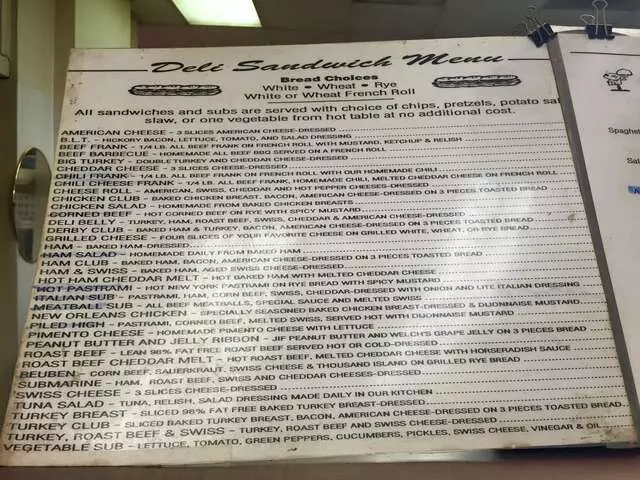 Deli Sandwich Menu
Bread Choices
White • Wheat • Rye
White or Wheat French Roll
All sandwiches and subs are served with choice of chips, pretzels, potato sal
slaw, or one vegetable from hot table at no additional cost.
AMERICAN CHEESE - 3 SLICES AMERICAN CHEESE-DRESSED
B.L.T. - HICKORY BACON, LETTUCE, TOMATO, AND SALAD DRESSING
BEEF FRANK - 1/4 LB. ALL BEEF FRANK ON FRENCH ROLL WITH MUSTARD, KETCHUP & RELISH
BEEF BARBECUE - HOMEMADE ALL BEEF BBQ SERVED ON A FRENCH ROLL
BIG TURKEY - DOUBLE TURKEY AND CHEDDAR CHEESE-DRESSED
CHEDDAR CHEESE - 3 SLICES CHEESE-DRESSED
CHILI FRANK - 1/4 LB. ALL BEEF FRANK ON FRENCH ROLL WITH OUR HOMEMADE CHILI
CHILI CHEESE FRANK - 1/4 LB. ALL BEEF FRANK, HOMEMADE CHILI, MELTED CHEDDAR CHEESE ON FRENCH ROLL
CHEESE ROLL - AMERICAN, SWISS, CHEDDAR AND HOT PEPPER CHEESES-DRESSED
CHICKEN CLUB - BAKED CHICKEN BREAST, BACON, AMERICAN CHEESE-DRESSED ON 3 PIECES TOASTED BREAD
CHICKEN SALAD - HOMEMADE FROM BAKED CHICKEN BREASTS
CORNED BEEF - HOT CORNED BEEF ON RYE WITH SPICY MUSTARD
DELI BELLY - TURKEY, HAM, ROAST BEEF, SWISS, CHEDDAR & AMERICAN CHEESE-DRESSED
DERBY CLUB - BAKED HAM & TURKEY, BACON, AMERICAN CHEESE-DRESSED ON 3 PIECES TOASTED BREAD
GRILLED CHEESE - FOUR SLICES OF YOUR FAVORITE CHEESE ON GRILLED WHITE, WHEAT, OR RYE BREAD
HAM - BAKED HAM-DRESSED
HAM SALAD - HOMEMADE DAILY FROM BAKED HAM
HAM CLUB - BAKED HAM, BACON, AMERICAN CHEESE-DRESSED ON 3 PIECES TOASTED BREAD
HAM & SWISS - BAKED HAM, AGED SWISS CHEESE-DRESSED
HOT HAM CHEDDAR MELT - HOT BAKED HAM WITH MELTED CHEDDAR CHEESE
HOT PASTRAMI - HOT NEW YORK PASTRAMI ON RYE BREAD WITH SPICY MUSTARD
ITALIAN SUB - PASTRAMI, HAM, CORN BEEF, SWISS, CHEDDAR-DRESSED WITH ONION AND LITE ITALIAN DRESSING
MEATBALL SUB - ALL BEEF MEATBALLS, SPECIAL SAUCE AND MELTED SWISS
NEW ORLEANS CHICKEN - SPECIALLY SEASONED BAKED CHICKEN BREAST-DRESSED & DIJONNAISE MUSTARD
PILED HIGH - PASTRAMI, CORNED BEEF, MELTED SWISS, SERVED HOT WITH DIJONNAISE MUSTARD
PIMENTO CHEESE - HOMEMADE PIMENTO CHEESE WITH LETTUCE
PEANUT BUTTER AND JELLY RIBBON - JIF PEANUT BUTTER AND WELCH'S GRAPE JELLY ON 3 PIECES BREAD
ROAST BEEF - LEAN 98% FAT FREE ROAST BEEF SERVED HOT OR COLD-DRESSED
ROAST BEEF CHEDDAR MELT - HOT ROAST BEEF, MELTED CHEDDAR CHEESE WITH HORSERADISH SAUCE
REUBEN - CORN BEEF, SAUERKRAUT, SWISS CHEESE & THOUSAND ISLAND ON GRILLED RYE BREAD
SUBMARINE - HAM, ROAST BEEF, SWISS AND CHEDDAR CHEESES-DRESSED
SWISS CHEESE - 3 SLICES CHEESE-DRESSED
TUNA SALAD - TUNA, RELISH, SALAD DRESSING MADE DAILY IN OUR KITCHEN
TURKEY BREAST - SLICED 98% FAT FREE BAKED TURKEY BREAST-DRESSED
TURKEY CLUB - SLICED BAKED TURKEY BREAST, BACON, AMERICAN CHEESE-DRESSED ON 3 PIECES TOASTED BREAD
TURKEY, ROAST BEEF & SWISS - TURKEY, ROAST BEEF AND SWISS CHEESE-DRESSED
VEGETABLE SUB - LETTUCE, TOMATO, GREEN PEPPERS, CUCUMBERS, PICKLES, SWISS CHEESE, VINEGAR & OIL
Spaghe
Sal